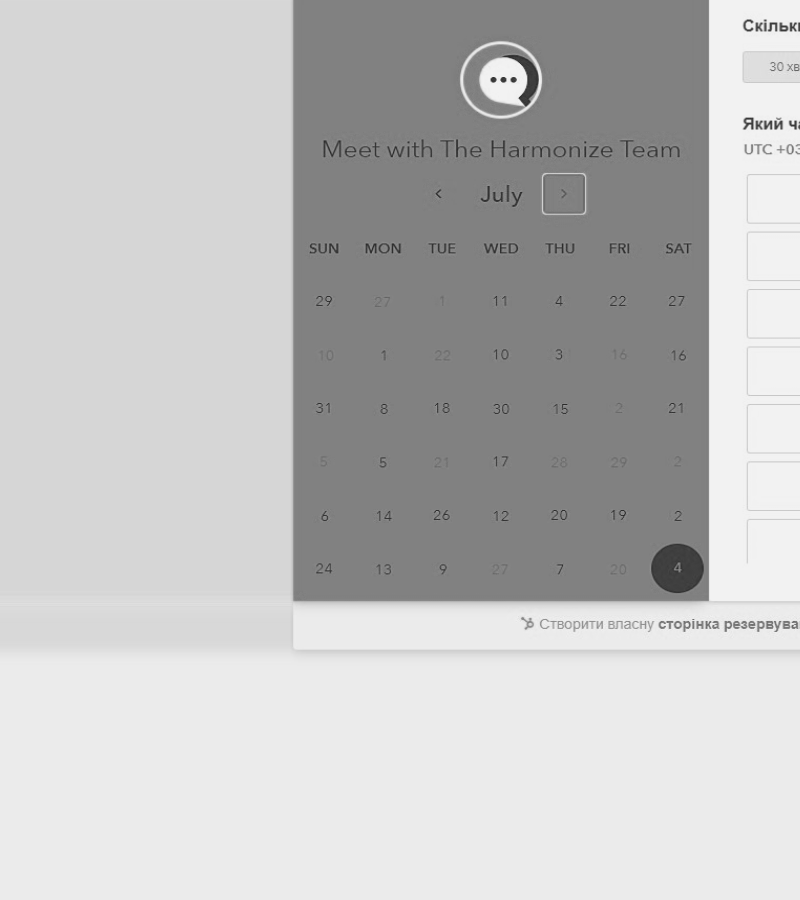 Скільки
30 хв
Який ча
UTC +03
Meet with The Harmonize Team
July
SUN MON TUE WED THU FRI SAT
29 27 1 11 4 22 27
10 1 22 10 3 16 16
31 8 18 30 15 2 21
5 5 21 17 28 29 2
6 14 26 12 20 19 2
24 13 9 27 7 20 4
Створити власну сторінка резервува